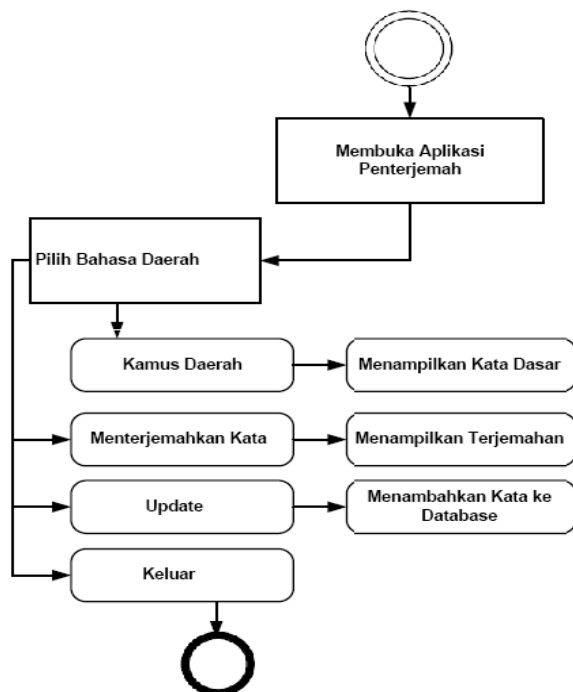 Membuka Aplikasi
Penterjemah
Pilih Bahasa Daerah
Kamus Daerah
Menampilkan Kata Dasar
Menterjemahkan Kata
Menampilkan Terjemahan
Update
Menambahkan Kata ke
Database
Keluar